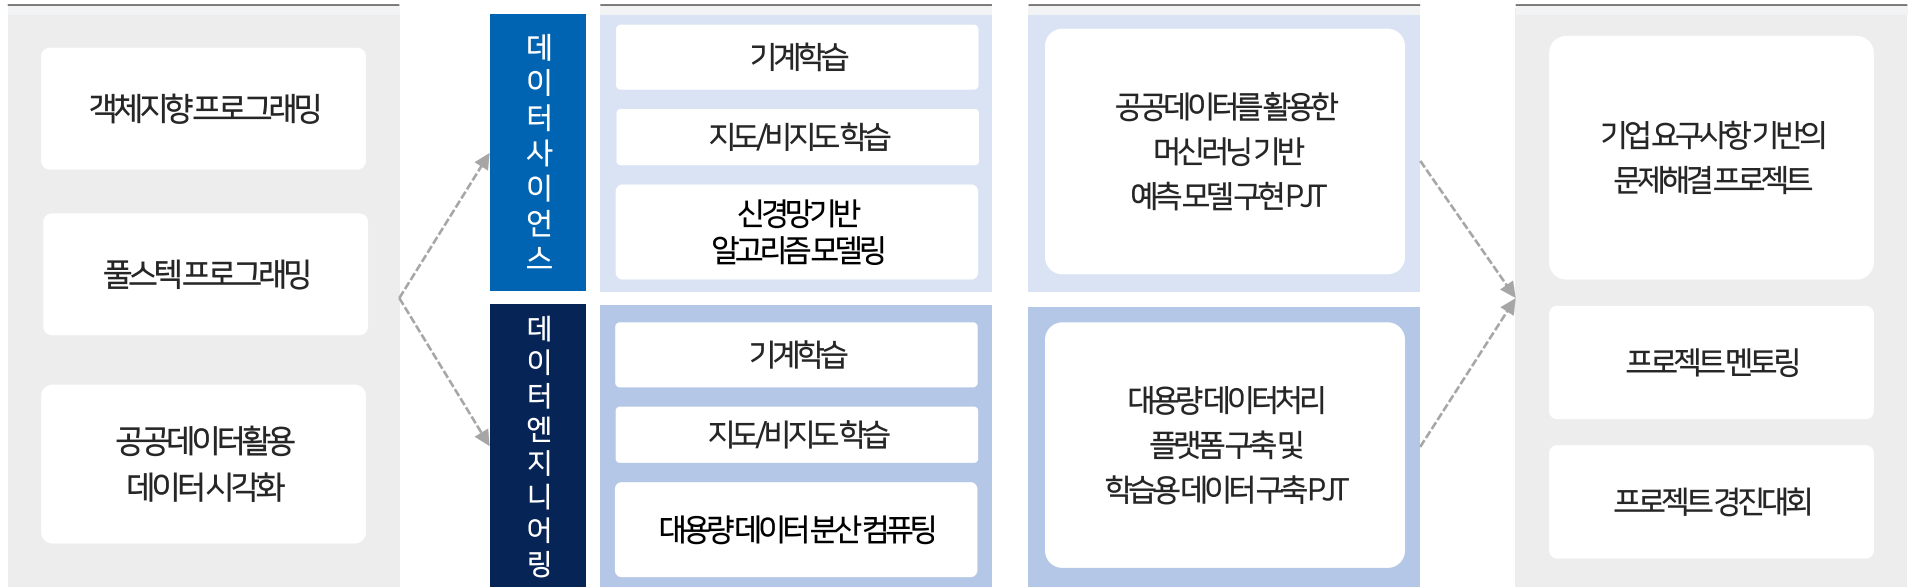 객체지향 프로그래밍
풀스텍 프로그래밍
공공데이터활용
데이터 시각화
데이터사이언스
기계학습
지도/비지도 학습
신경망기반
알고리즘 모델링
공공데이터를 활용한
머신러닝 기반
예측 모델 구현 PJT
데이터엔지니어링
기계학습
지도/비지도 학습
대용량 데이터 분산 컴퓨팅
대용량 데이터처리
플랫폼 구축 및
학습용 데이터 구축 PJT
기업 요구사항 기반의
문제해결 프로젝트
프로젝트 멘토링
프로젝트 경진대회